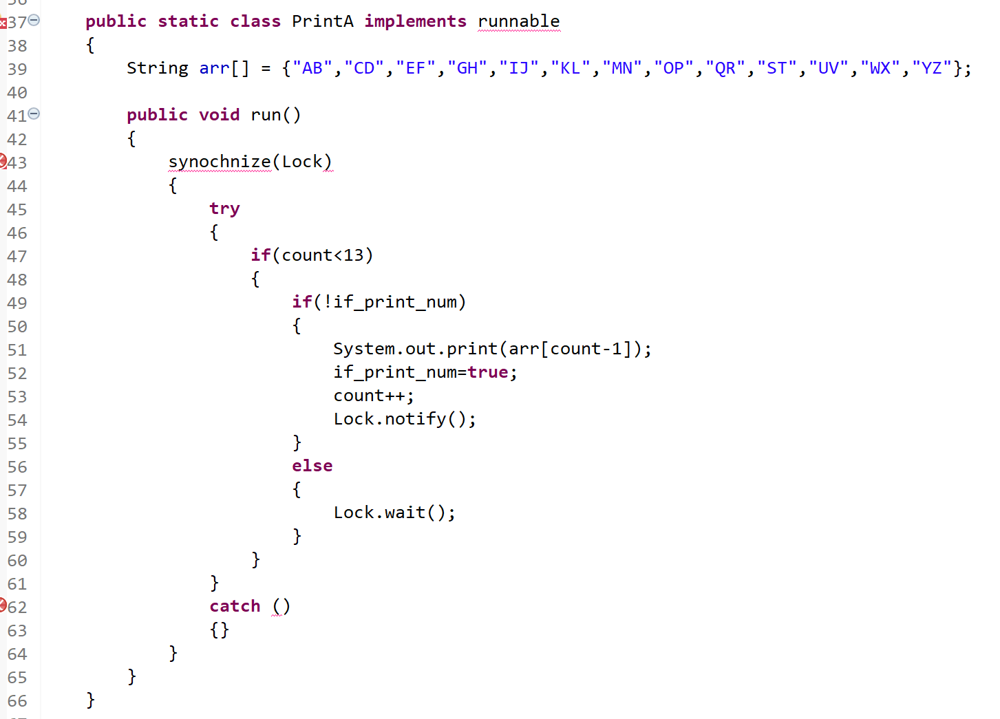 37 public static class PrintA implements runnable
38 {
39 String arr[] = {"AB","CD","EF","GH","IJ","KL","MN","OP","QR","ST","UV","WX","YZ"};
40
41 public void run()
42 {
43 synochnize(Lock)
44 {
45 try
46 {
47 if(count<13)
48 {
49 if(!if_print_num)
50 {
51 System.out.print(arr[count-1]);
52 if_print_num=true;
53 count++;
54 Lock.notify();
55 }
56 else
57 {
58 Lock.wait();
59 }
60 }
61 }
62 catch ()
63 {}
64 }
65 }
66 }